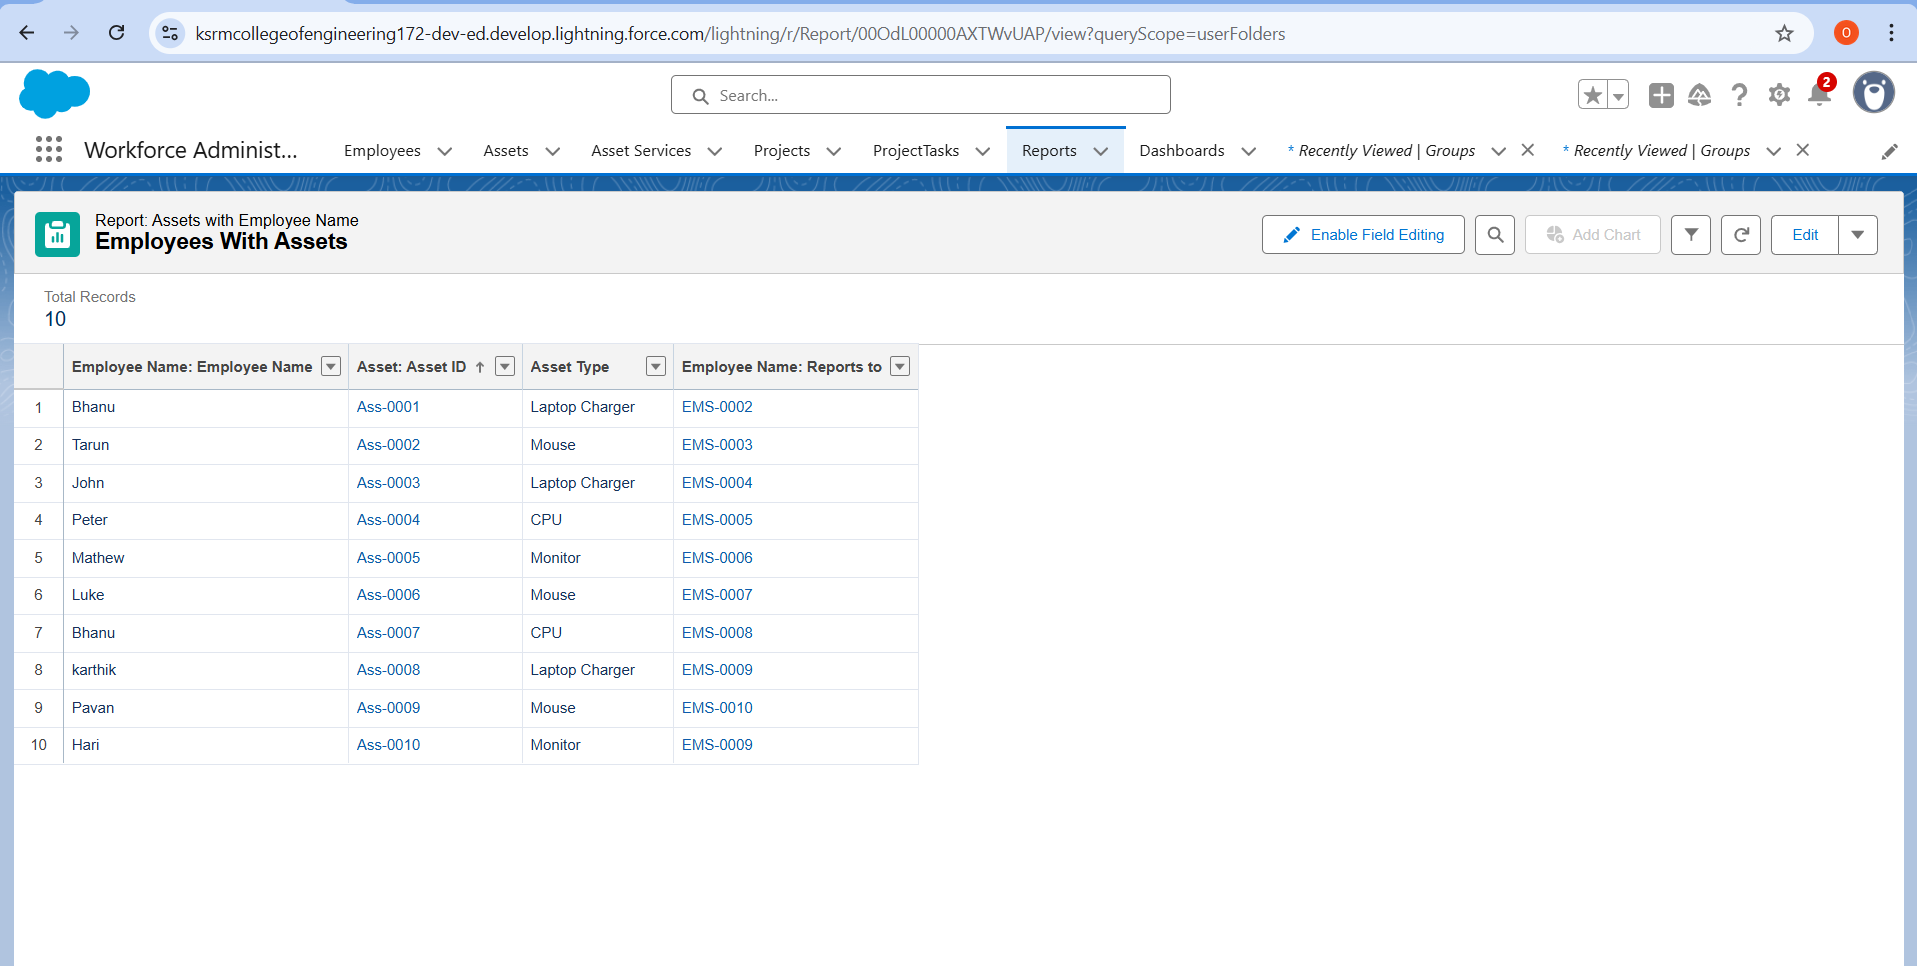 ksrmcollegeofengineering172-dev-ed.develop.lightning.force.com/lightning/r/Report/00OdL00000AXTWvUAP/view?queryScope=userFolders
O
Search...
2
Workforce Administ... Employees Assets Asset Services Projects ProjectTasks Reports Dashboards * Recently Viewed | Groups * Recently Viewed | Groups
Report: Assets with Employee Name
Employees With Assets
Enable Field Editing Add Chart Edit
Total Records
10
Employee Name: Employee Name Asset: Asset ID ↑ Asset Type Employee Name: Reports to
1 Bhanu Ass-0001 Laptop Charger EMS-0002
2 Tarun Ass-0002 Mouse EMS-0003
3 John Ass-0003 Laptop Charger EMS-0004
4 Peter Ass-0004 CPU EMS-0005
5 Mathew Ass-0005 Monitor EMS-0006
6 Luke Ass-0006 Mouse EMS-0007
7 Bhanu Ass-0007 CPU EMS-0008
8 karthik Ass-0008 Laptop Charger EMS-0009
9 Pavan Ass-0009 Mouse EMS-0010
10 Hari Ass-0010 Monitor EMS-0009